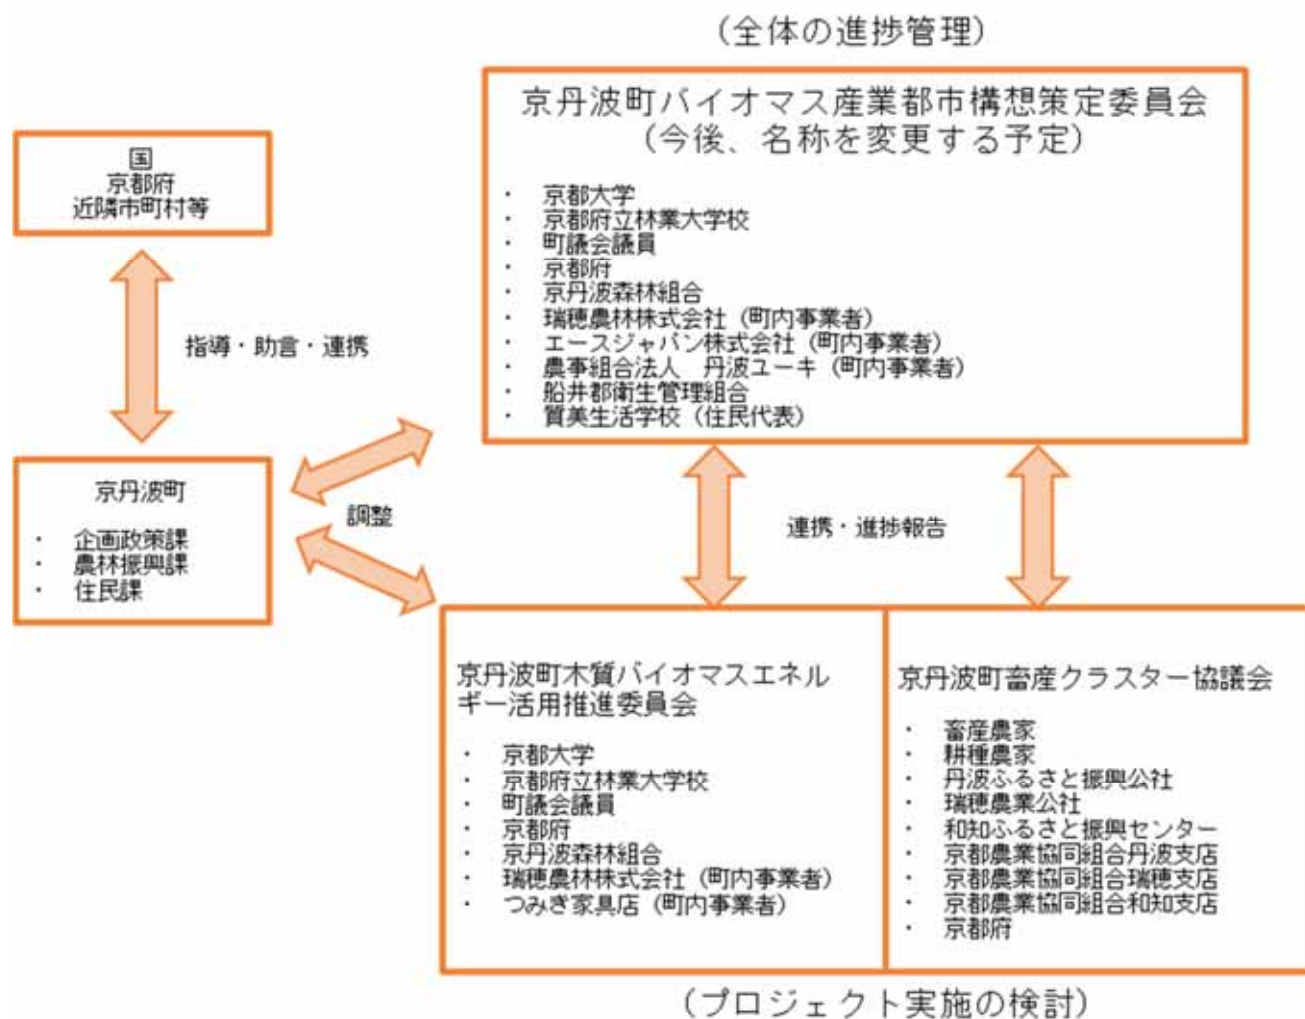 (全体の進捗管理)
京丹波町バイオマス産業都市構想策定委員会
(今後、名称を変更する予定)
・ 京都大学
・ 京都府立林業大学校
・ 町議会議員
・ 京都府
・ 京丹波森林組合
・ 瑞穂農林株式会社(町内事業者)
・ エースジャパン株式会社(町内事業者)
・ 農事組合法人 丹波ユーキ(町内事業者)
・ 船井郡衛生管理組合
・ 質美生活学校(住民代表)
国
京都府
近隣市町村等
指導・助言・連携
京丹波町
・ 企画政策課
・ 農林振興課
・ 住民課
調整
連携・進捗報告
京丹波町木質バイオマスエネル
ギー活用推進委員会
・ 京都大学
・ 京都府立林業大学校
・ 町議会議員
・ 京都府
・ 京丹波森林組合
・ 瑞穂農林株式会社(町内事業者)
・ つみき家具店(町内事業者)
京丹波町畜産クラスター協議会
・ 畜産農家
・ 耕種農家
・ 丹波ふるさと振興公社
・ 瑞穂農業公社
・ 和知ふるさと振興センター
・ 京都農業協同組合丹波支店
・ 京都農業協同組合瑞穂支店
・ 京都農業協同組合和知支店
・ 京都府
(プロジェクト実施の検討)